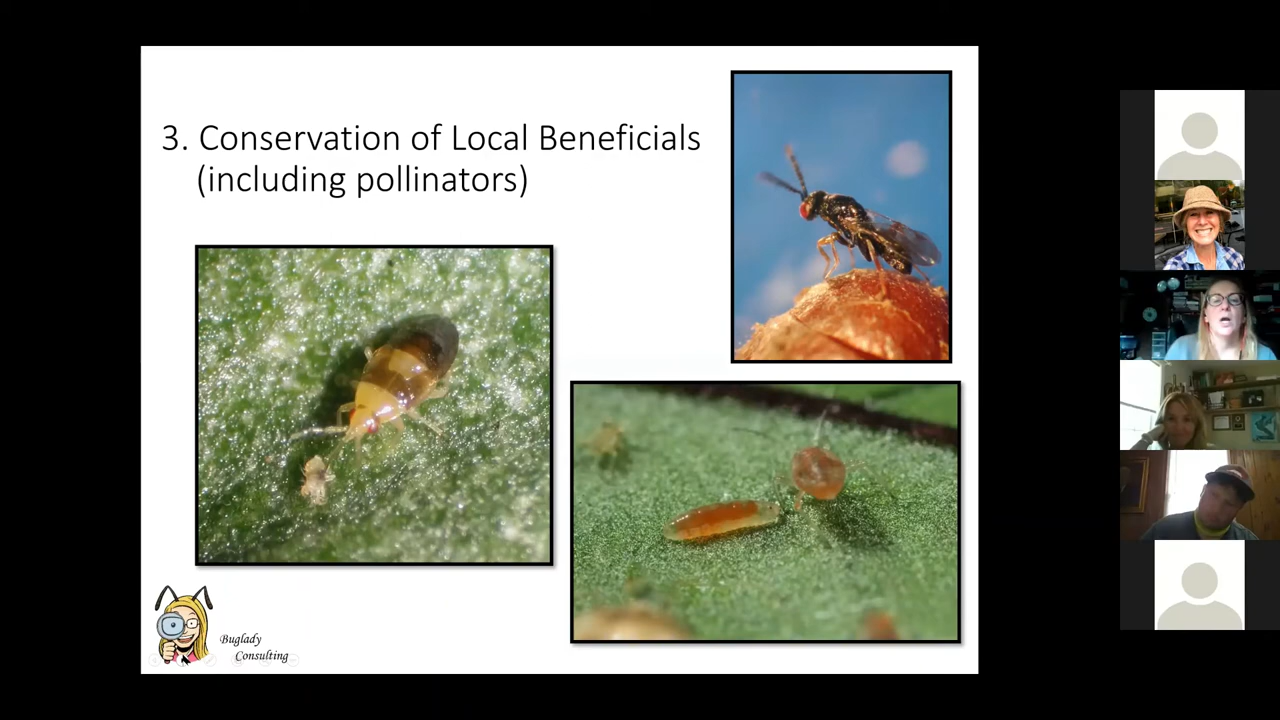 3. Conservation of Local Beneficials
(including pollinators)
Buglady
Consulting